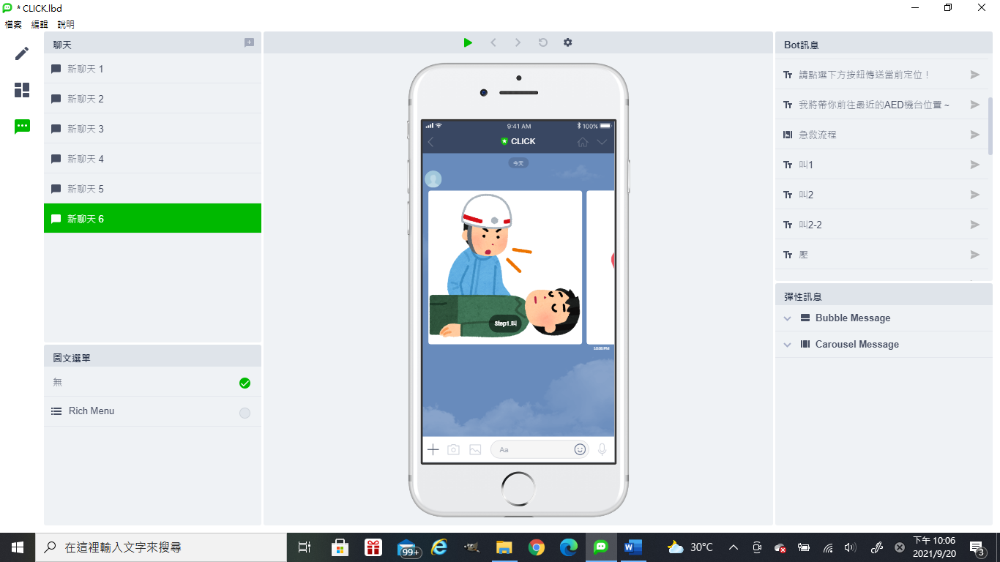 * CLICK.lbd
檔案 編輯 說明
聊天
新聊天 1
新聊天 2
新聊天 3
新聊天 4
新聊天 5
新聊天 6
圖文選單
無
Rich Menu
9:41 AM 100%
CLICK
今天
Step1.叫
10:06 PM
Aa
Bot訊息
請點選下方按鈕傳送當前定位！
我將帶你前往最近的AED機台位置 ~
急救流程
叫1
叫2
叫2-2
壓
彈性訊息
Bubble Message
Carousel Message
在這裡輸入文字來搜尋
99+
30°C
下午 10:06
2021/9/20
3